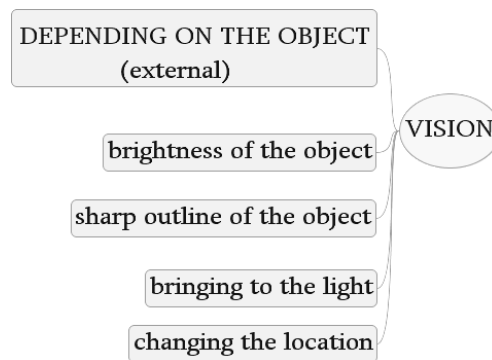 DEPENDING ON THE OBJECT
(external)
VISION
brightness of the object
sharp outline of the object
bringing to the light
changing the location